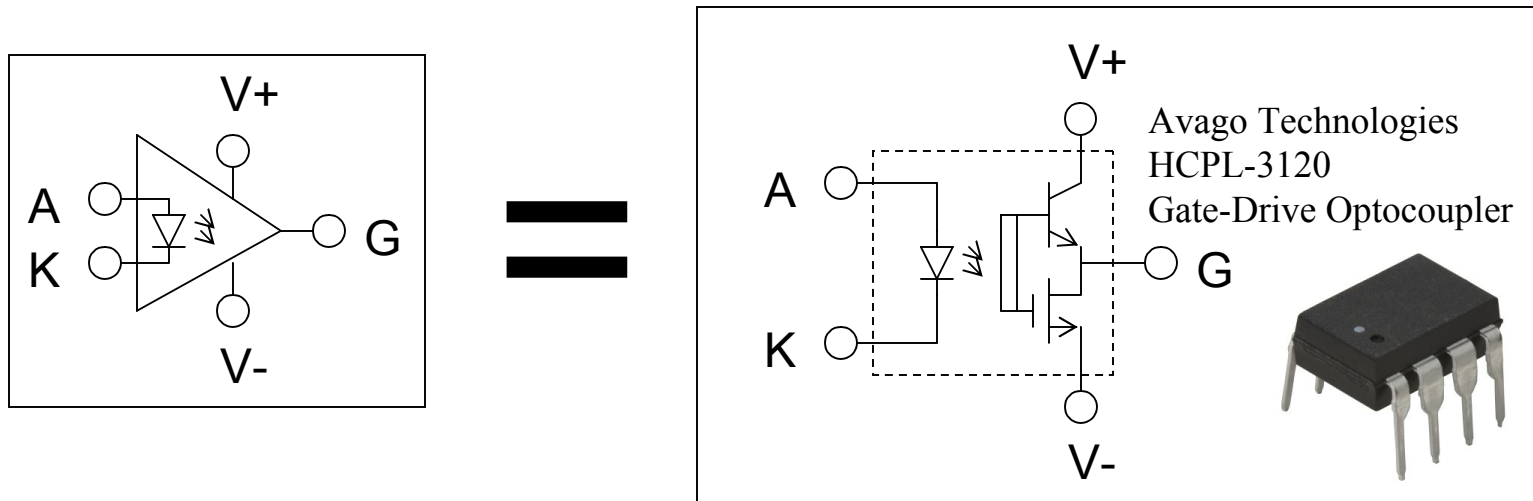 V+
A
K
G
V-
V+
Avago Technologies
HCPL-3120
Gate-Drive Optocoupler
A
G
K
V-